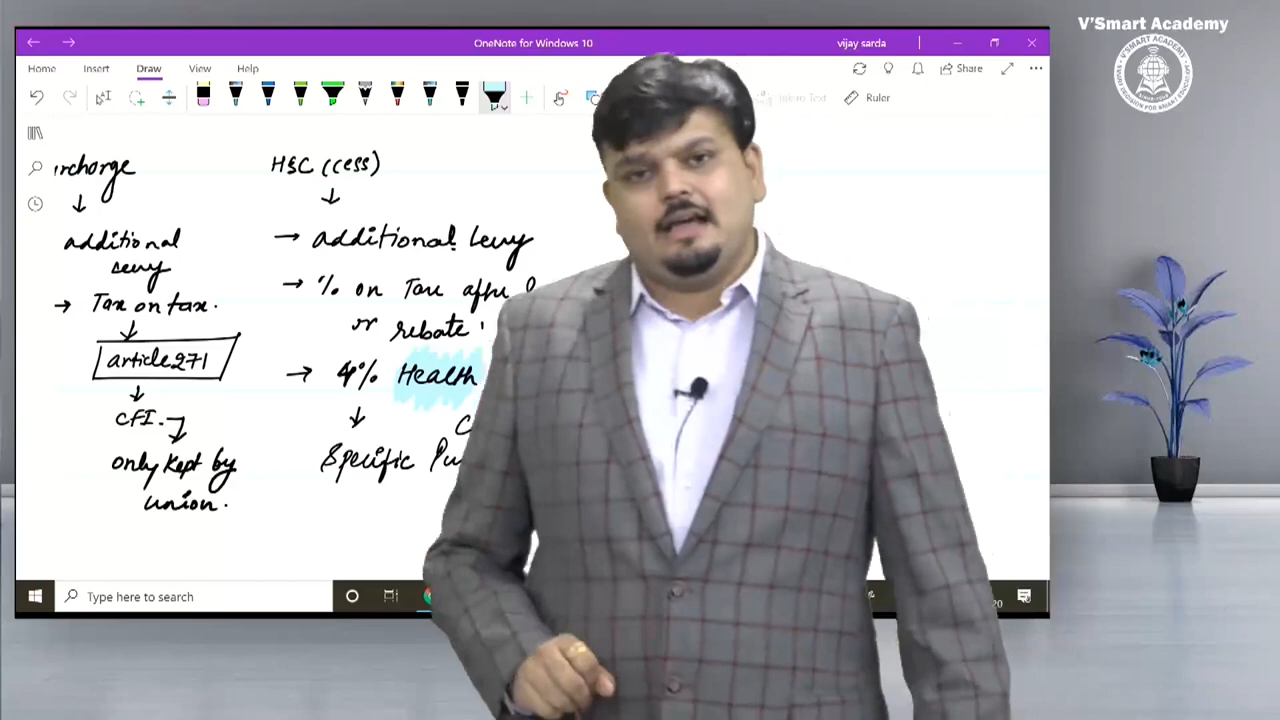 V'Smart Academy
OneNote for Windows 10
vijay sarda
Home Insert Draw View Help
Share
Ruler
rcharge
H&C (cess)
additional
levy
→ additional levy
→ Tax on tax.
→ % on Tax after
or rebate
article 271
→ 4% Health
CFI.
C
only kept by
union.
Specific Pu
Type here to search
20